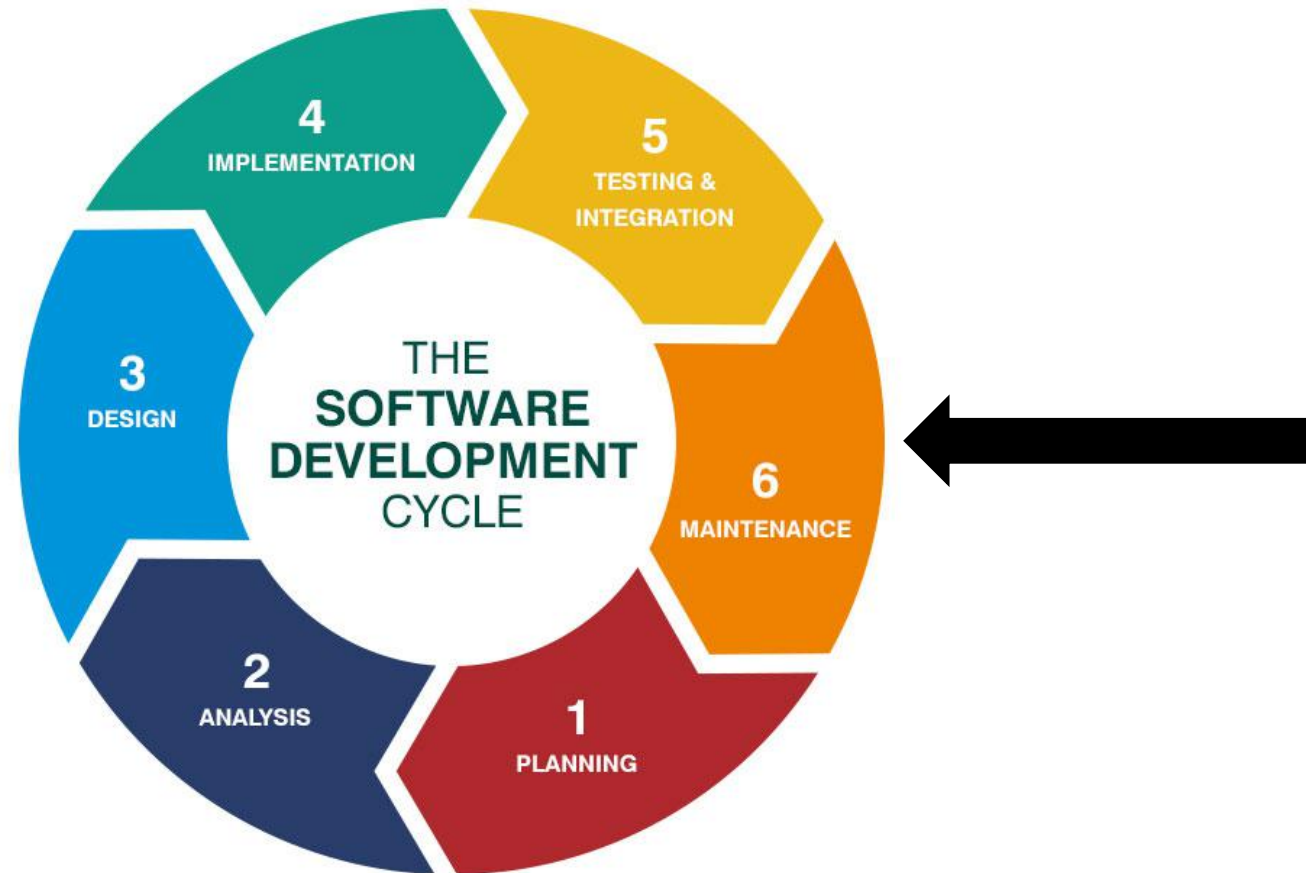 THE
SOFTWARE
DEVELOPMENT
CYCLE
1
PLANNING
2
ANALYSIS
3
DESIGN
4
IMPLEMENTATION
5
TESTING &
INTEGRATION
6
MAINTENANCE